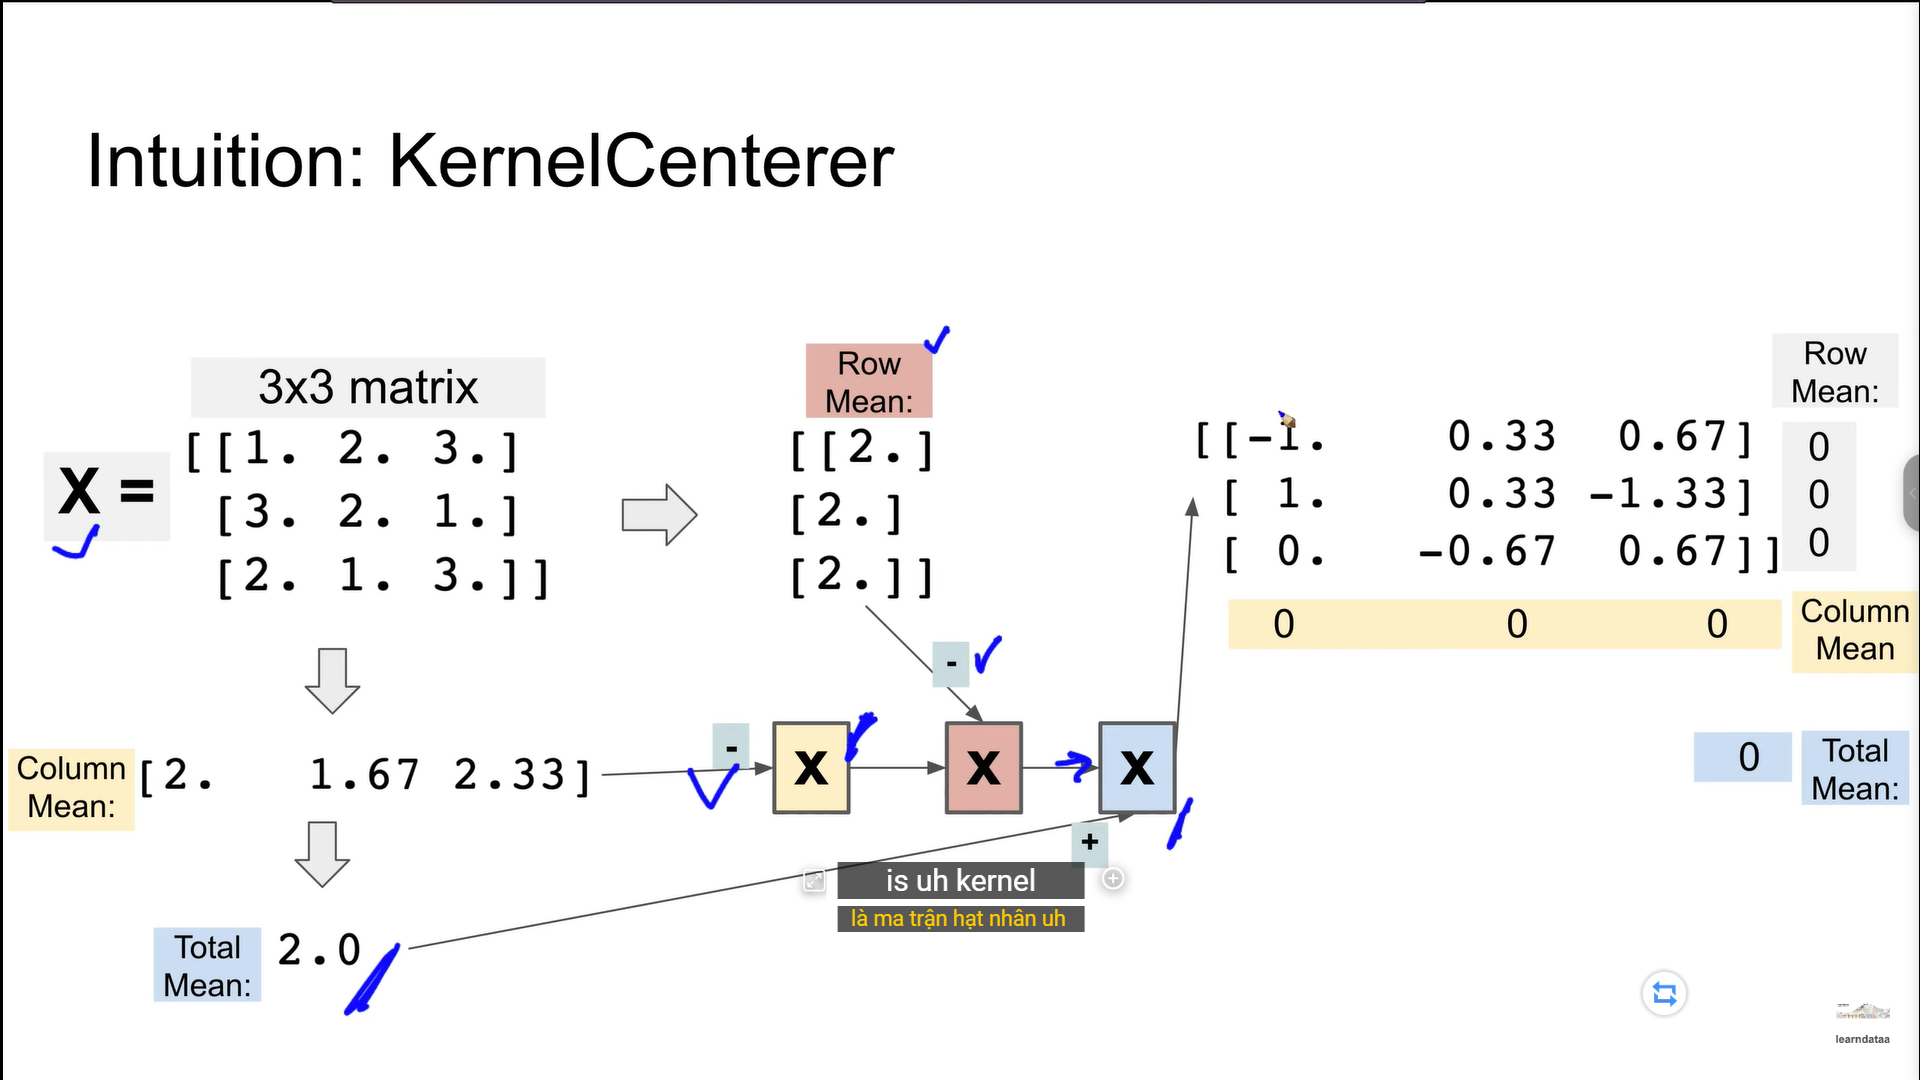 Intuition: KernelCenterer
3x3 matrix
X =
[[1. 2. 3.]
[3. 2. 1.]
[2. 1. 3.]]
Row
Mean:
[[2.]
[2.]
[2.]]
-
Column
Mean:
[2. 1.67 2.33]
-
X
X
X
+
Total
Mean:
2.0
[[-1. 0.33 0.67]
[ 1. 0.33 -1.33]
[ 0. -0.67 0.67]]
Row
Mean:
0
0
0
0 0 0
Column
Mean
0
Total
Mean:
is uh kernel
là ma trận hạt nhân uh
learndataa